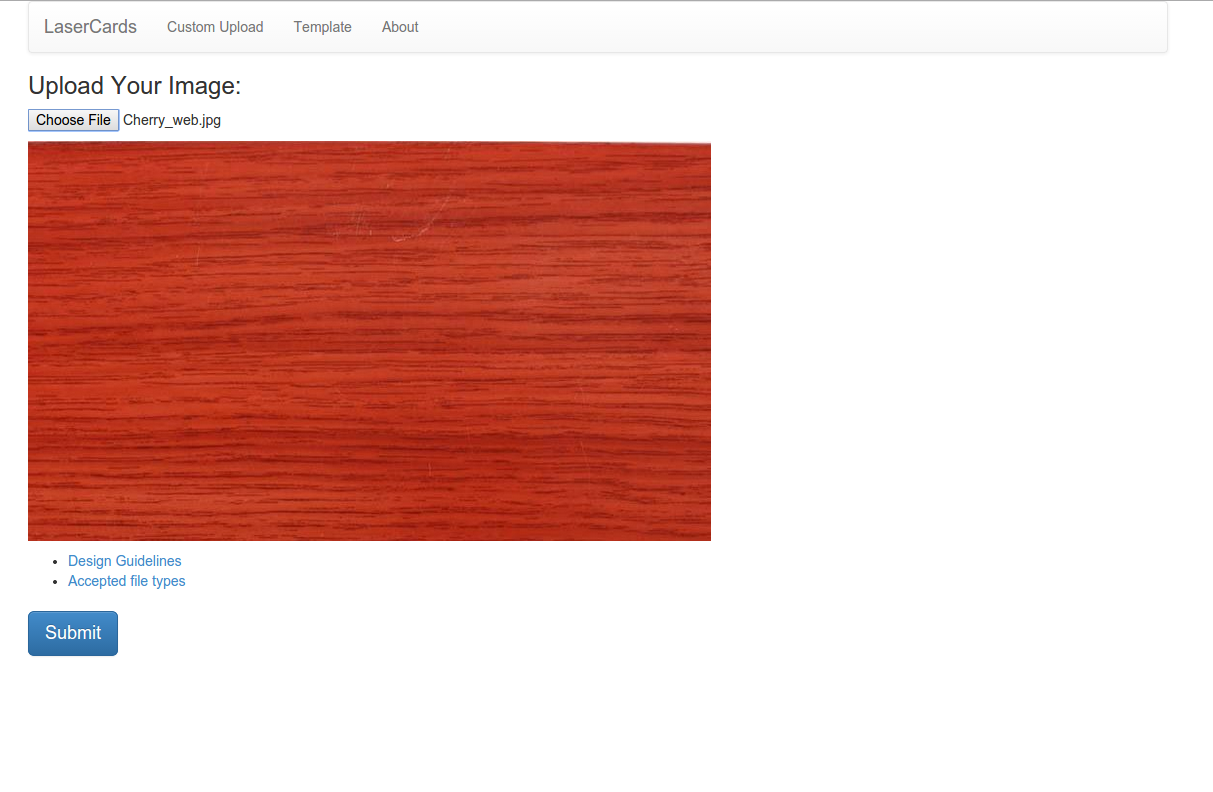 LaserCards Custom Upload Template About
Upload Your Image:
Choose File Cherry_web.jpg
Design Guidelines
Accepted file types
Submit